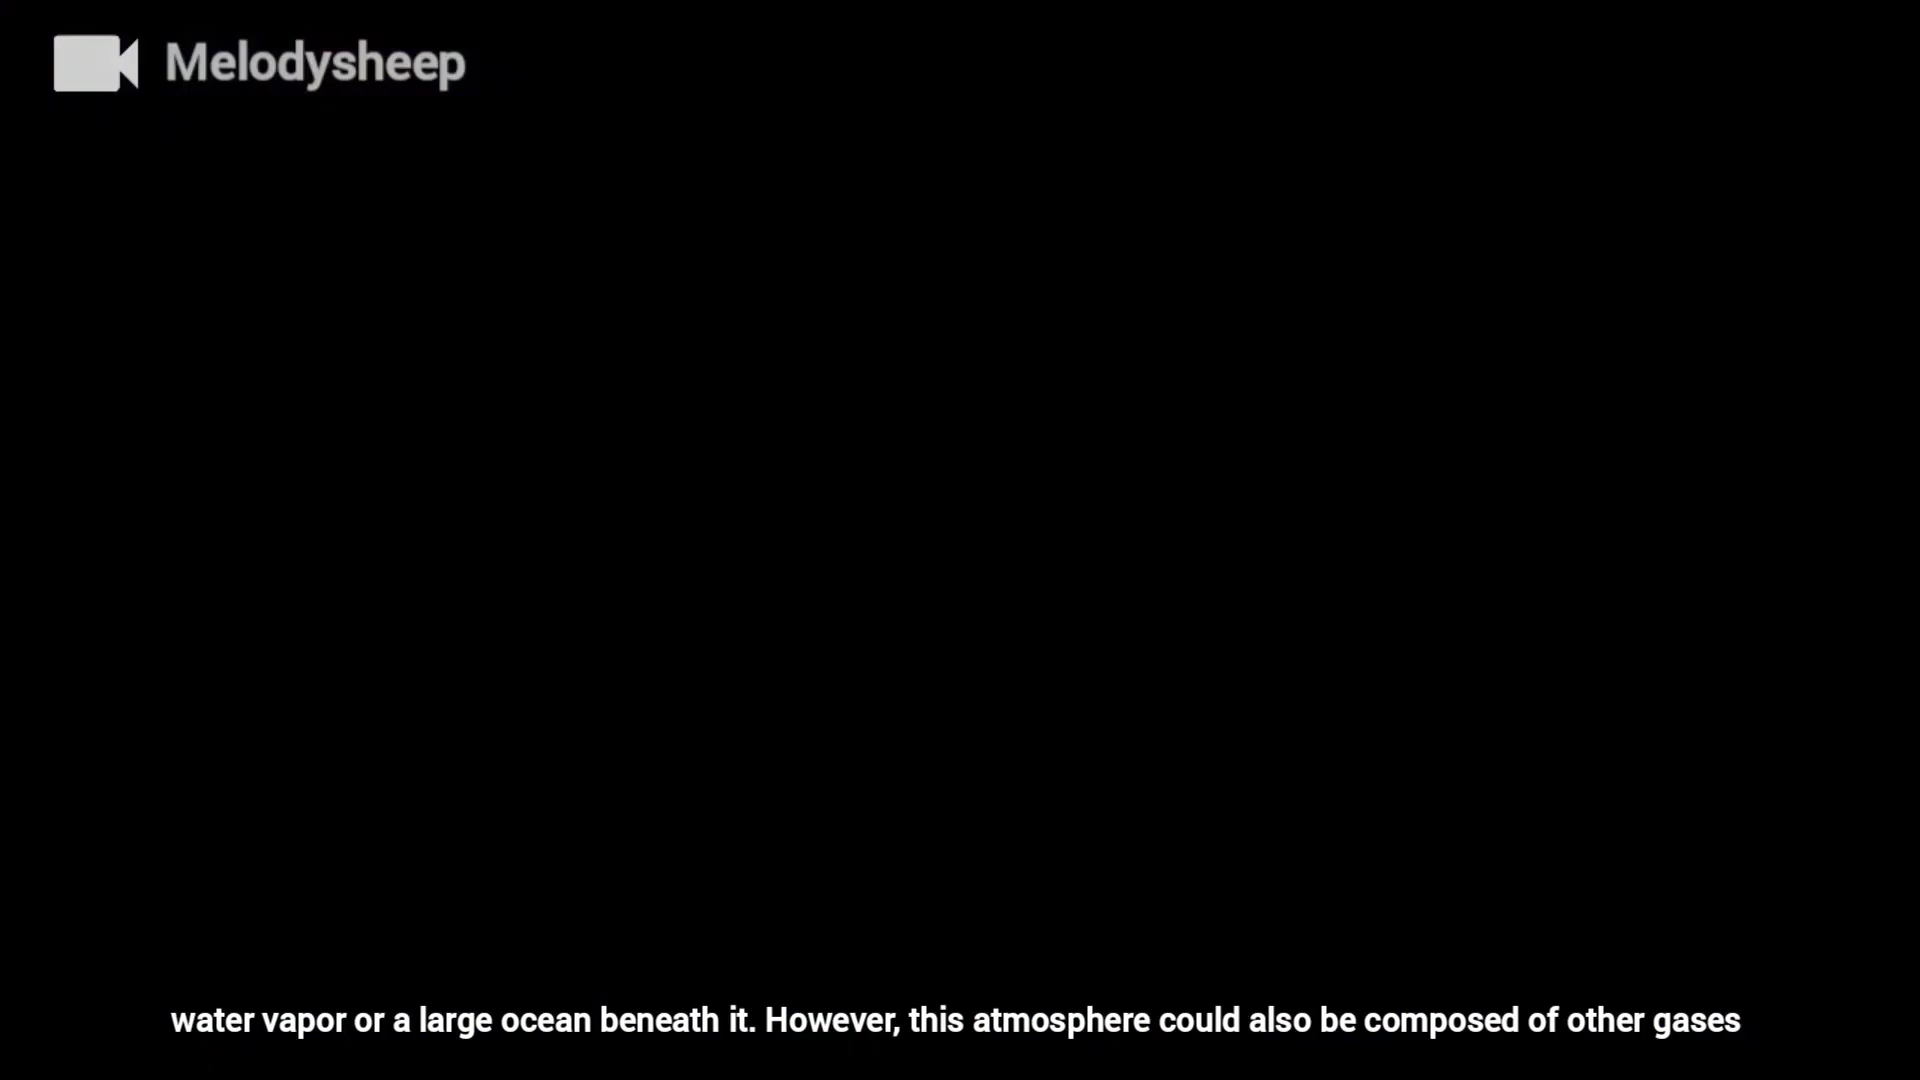 Melodysheep
water vapor or a large ocean beneath it. However, this atmosphere could also be composed of other gases